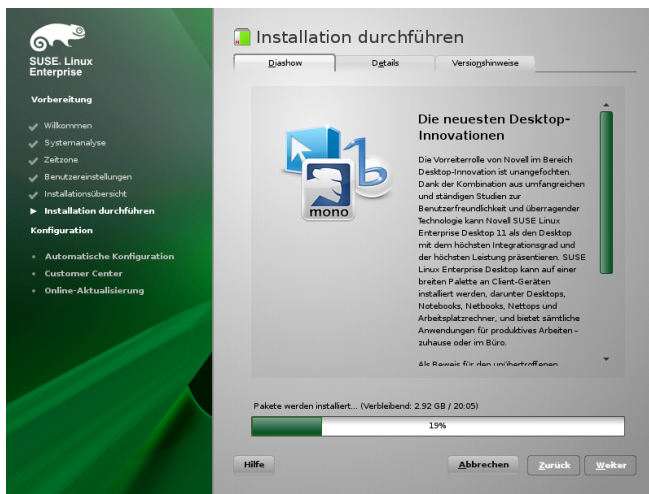 SUSE. Linux
Enterprise
Vorbereitung
Willkommen
Systemanalyse
Zeitzone
Benutzereinstellungen
Installationsübersicht
Installation durchführen
Konfiguration
Automatische Konfiguration
Customer Center
Online-Aktualisierung
Installation durchführen
Diashow
Details
Versionshinweise
mono
Die neuesten Desktop-
Innovationen
Die Vorreiterrolle von Novell im Bereich
Desktop-Innovation ist unangefochten.
Dank der Kombination aus umfangreichen
und ständigen Studien zur
Benutzerfreundlichkeit und überragender
Technologie kann Novell SUSE Linux
Enterprise Desktop 11 als den Desktop
mit dem höchsten Integrationsgrad und
der höchsten Leistung präsentieren. SUSE
Linux Enterprise Desktop kann auf einer
breiten Palette an Client-Geräten
installiert werden, darunter Desktops,
Notebooks, Netbooks, Nettops und
Arbeitsplatzrechner, und bietet sämtliche
Anwendungen für produktives Arbeiten –
zuhause oder im Büro.
Als Beweis für den unübertroffenen
Pakete werden installiert... (Verbleibend: 2.92 GB / 20:05)
19%
Hilfe
Abbrechen
Zurück
Weiter